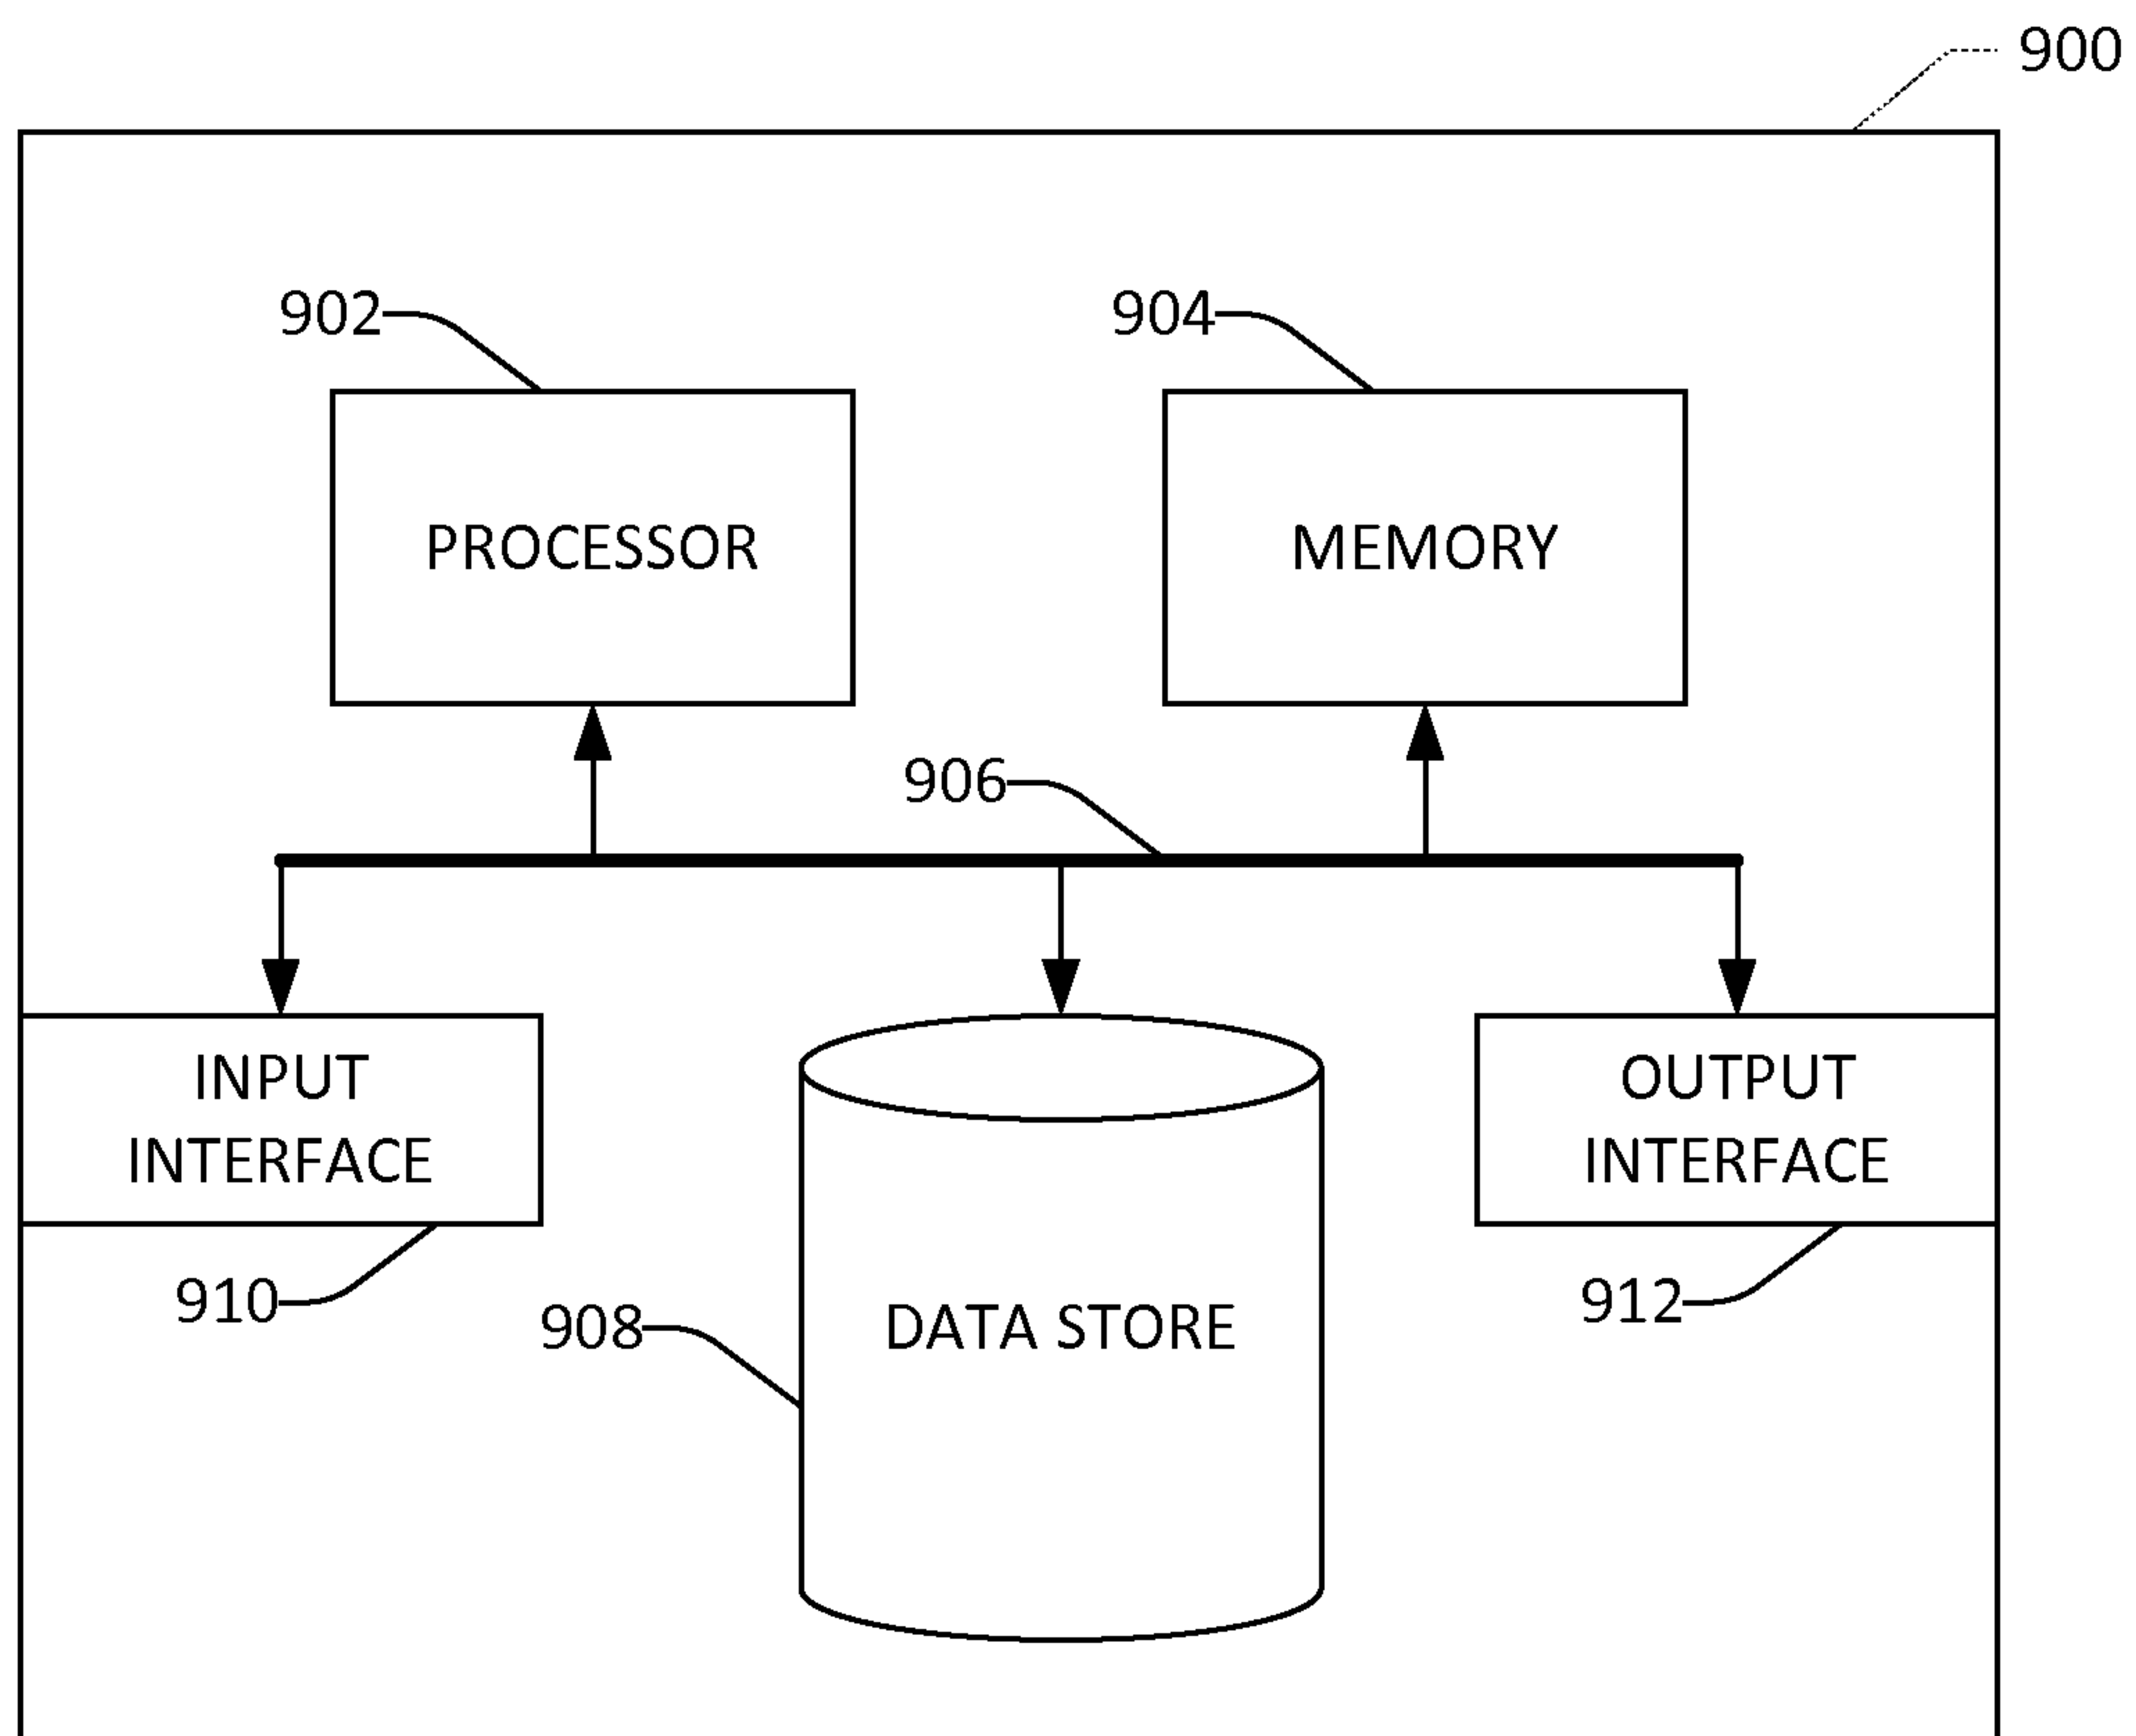 900
902
904
PROCESSOR
MEMORY
906
INPUT
INTERFACE
OUTPUT
INTERFACE
910
908
DATA STORE
912